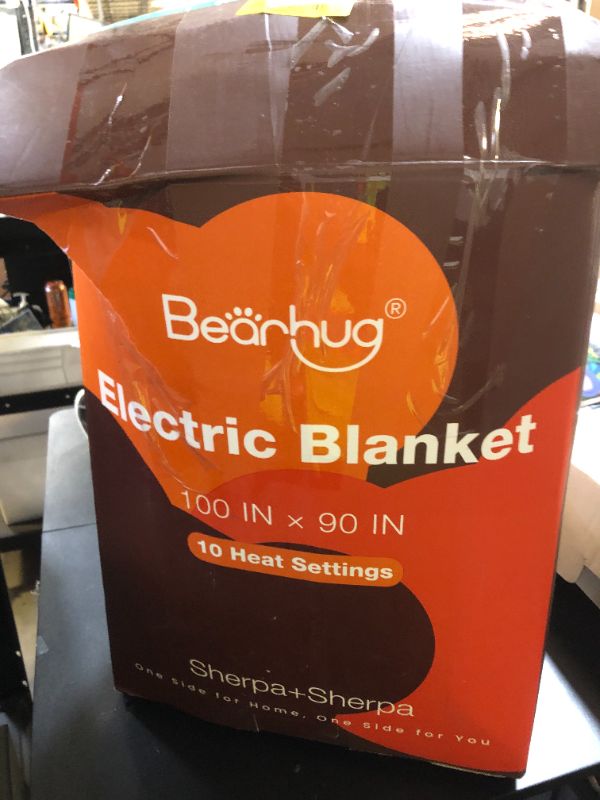 Bearhug®
Electric Blanket
100 IN × 90 IN
10 Heat Settings
Sherpa+Sherpa
One Side for Home, One Side for You